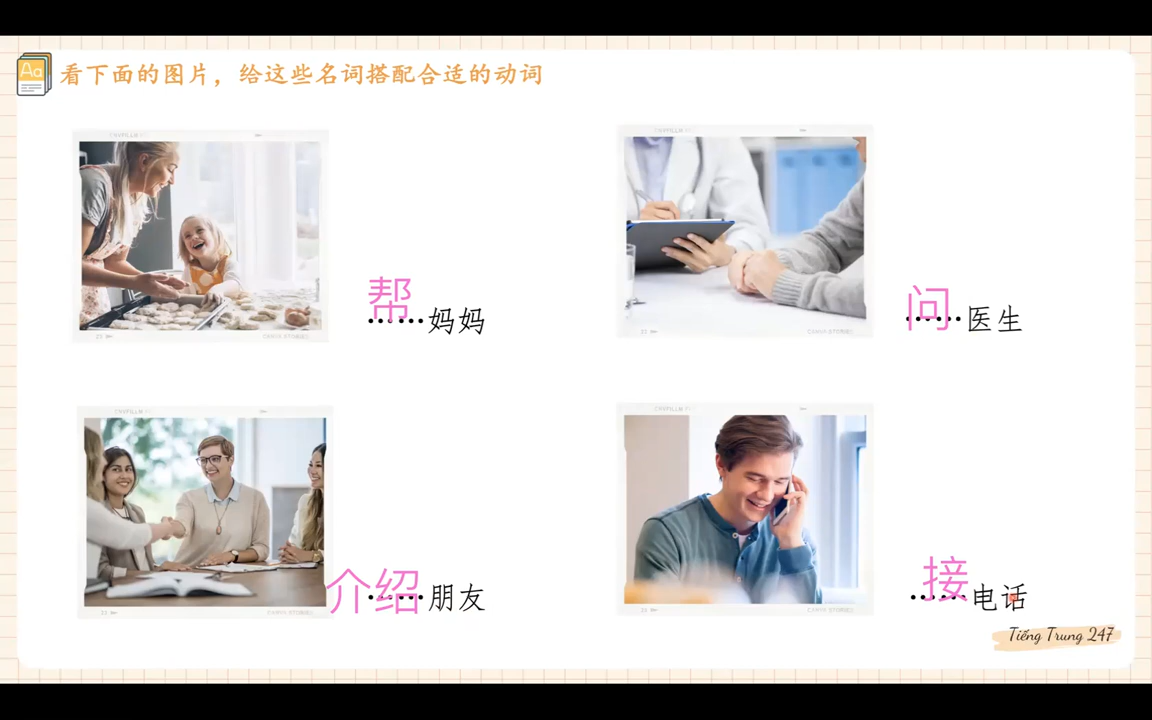 Aa
看下面的图片，给这些名词搭配合适的动词
帮……妈妈
问……医生
介绍……朋友
接……电话
Tiếng Trung 247